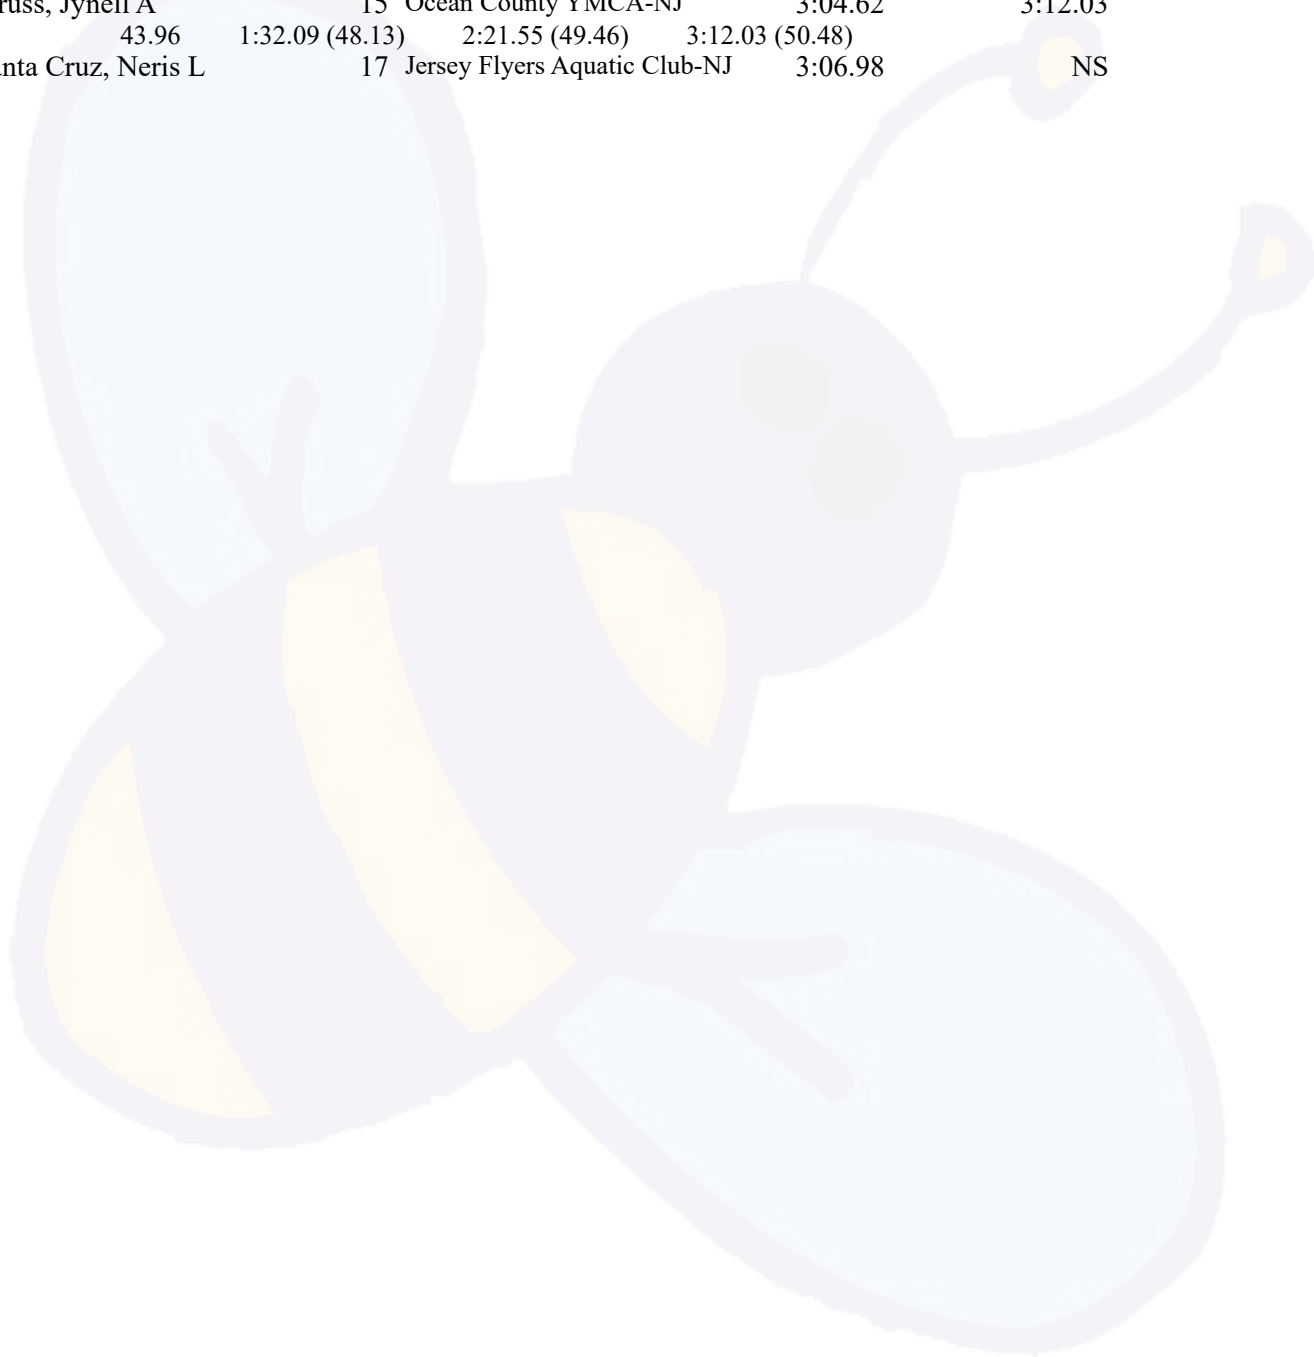 russ, Jynell A 15 Ocean County YMCA-NJ 3:04.62 3:12.03
43.96 1:32.09 (48.13) 2:21.55 (49.46) 3:12.03 (50.48)
nta Cruz, Neris L 17 Jersey Flyers Aquatic Club-NJ 3:06.98 NS